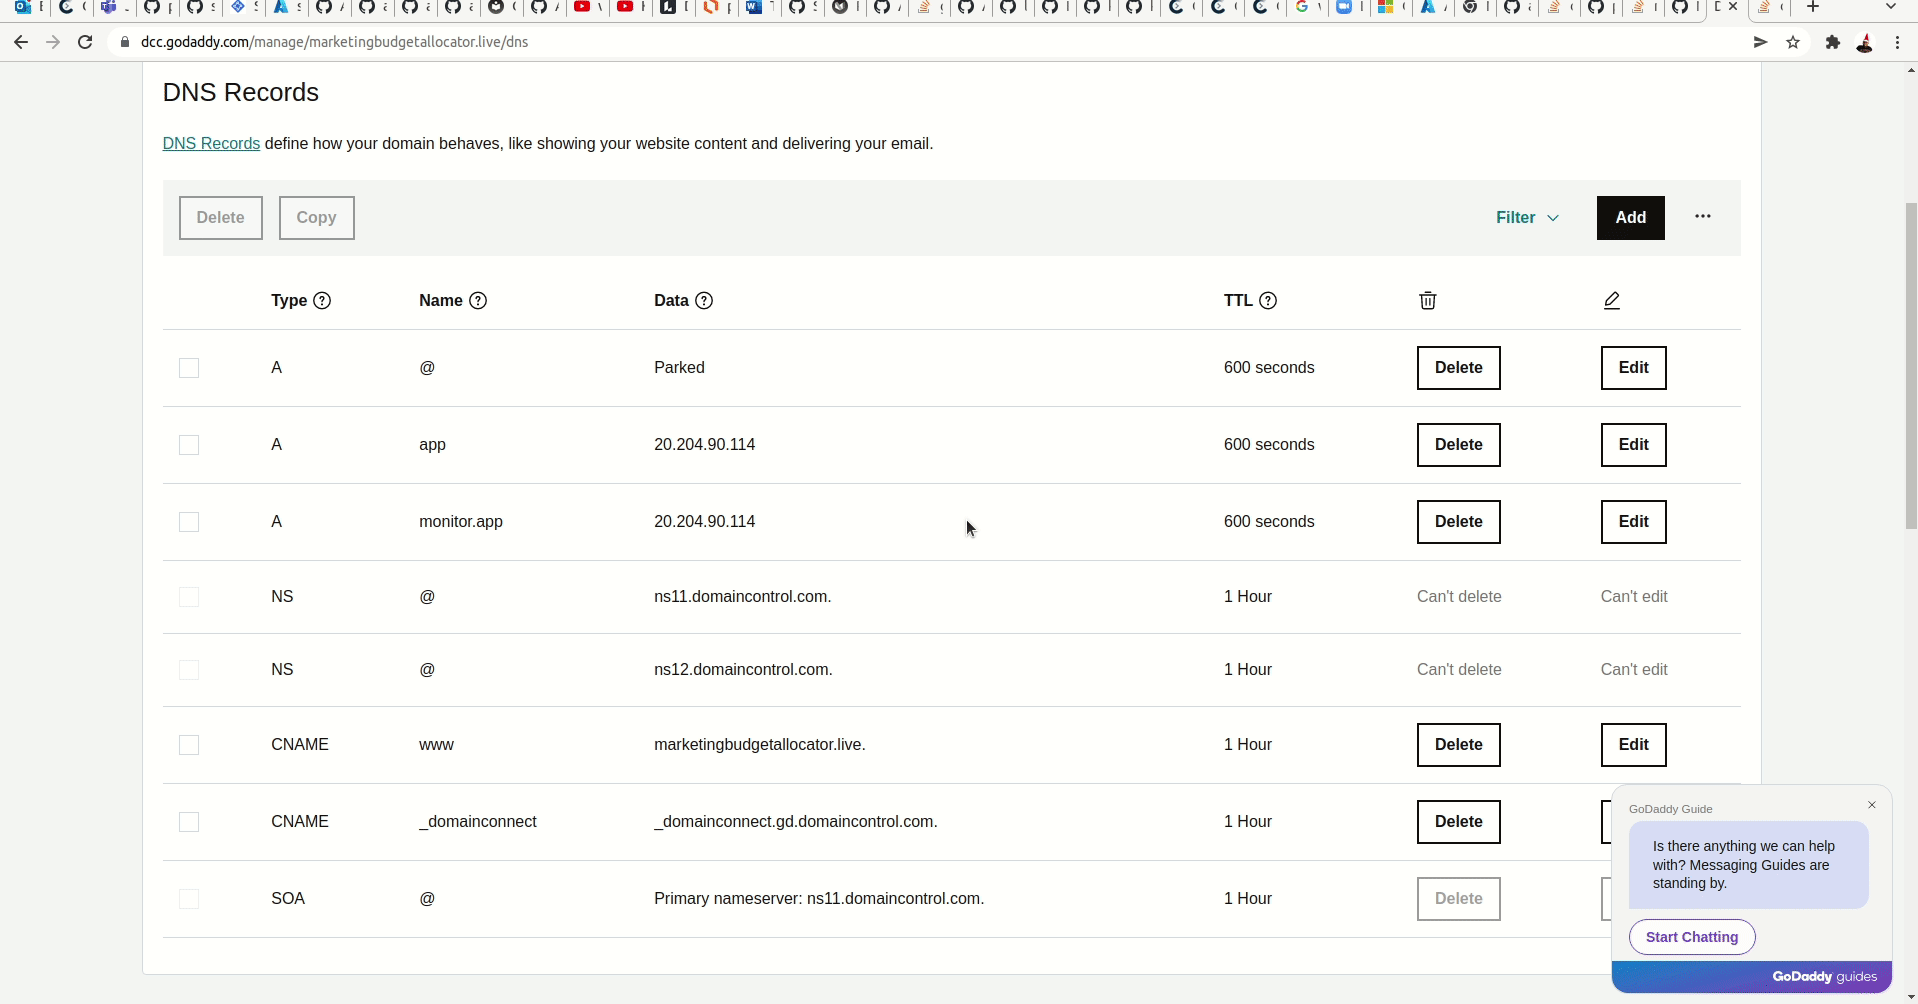 dcc.godaddy.com/manage/marketingbudgetallocator.live/dns
DNS Records
DNS Records define how your domain behaves, like showing your website content and delivering your email.
Delete Copy Filter Add
Type Name Data TTL
A @ Parked 600 seconds Delete Edit
A app 20.204.90.114 600 seconds Delete Edit
A monitor.app 20.204.90.114 600 seconds Delete Edit
NS @ ns11.domaincontrol.com. 1 Hour Can't delete Can't edit
NS @ ns12.domaincontrol.com. 1 Hour Can't delete Can't edit
CNAME www marketingbudgetallocator.live. 1 Hour Delete Edit
CNAME _domainconnect _domainconnect.gd.domaincontrol.com. 1 Hour Delete
SOA @ Primary nameserver: ns11.domaincontrol.com. 1 Hour Delete
GoDaddy Guide
Is there anything we can help
with? Messaging Guides are
standing by.
Start Chatting
GoDaddy guides